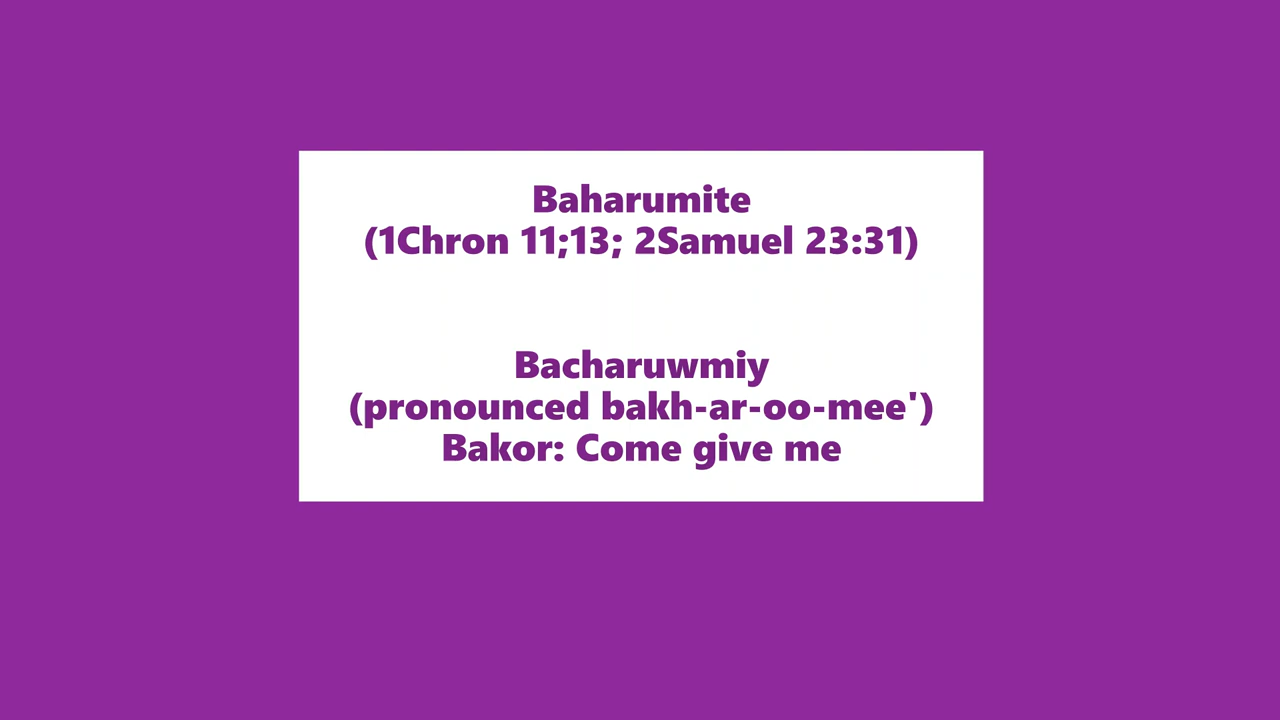 Baharumite
(1Chron 11;13; 2Samuel 23:31)
Bacharuwmiy
(pronounced bakh-ar-oo-mee')
Bakor: Come give me